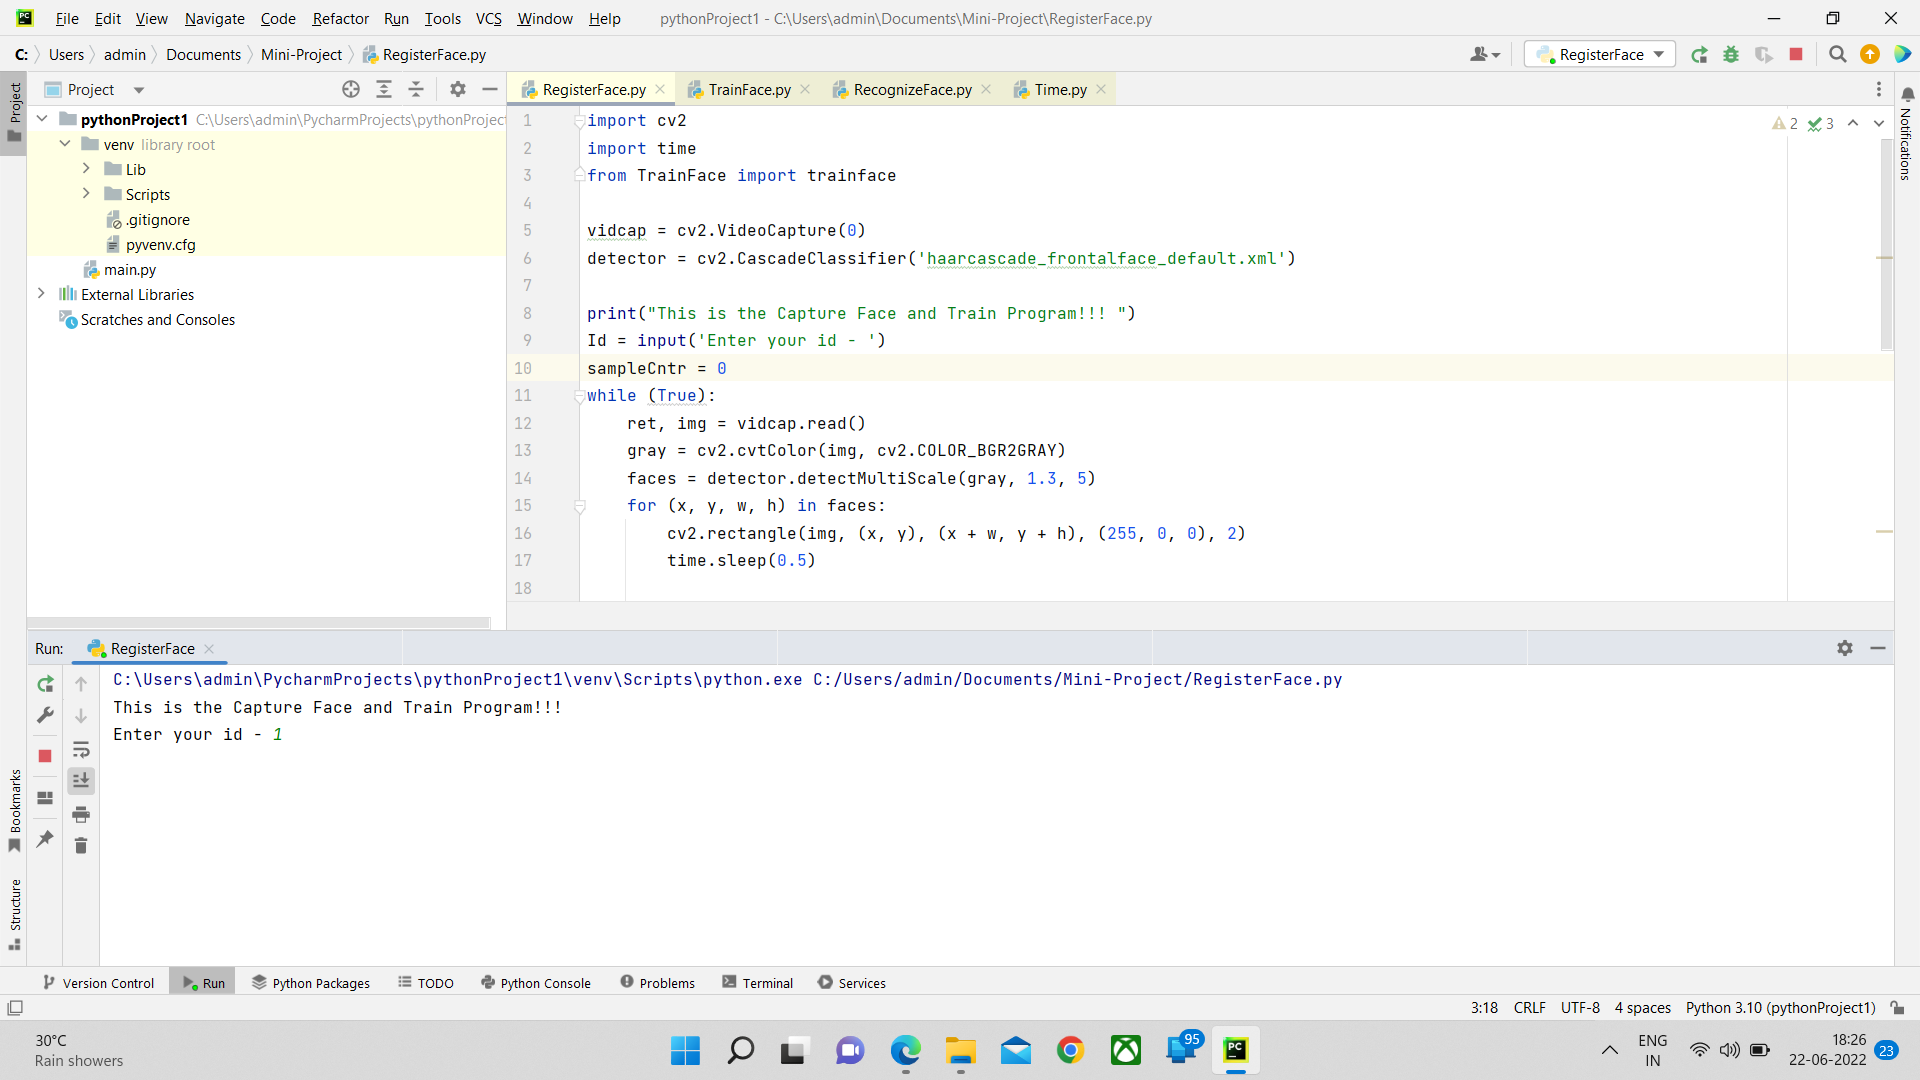 PC File Edit View Navigate Code Refactor Run Tools VCS Window Help pythonProject1 - C:\Users\admin\Documents\Mini-Project\RegisterFace.py
C: Users admin Documents Mini-Project RegisterFace.py RegisterFace
Project RegisterFace.py TrainFace.py RecognizeFace.py Time.py
Project
Notifications
pythonProject1 C:\Users\admin\PycharmProjects\pythonProject
venv library root
Lib
Scripts
.gitignore
pyvenv.cfg
main.py
External Libraries
Scratches and Consoles
2 3
1 import cv2
2 import time
3 from TrainFace import trainface
4
5 vidcap = cv2.VideoCapture(0)
6 detector = cv2.CascadeClassifier('haarcascade_frontalface_default.xml')
7
8 print("This is the Capture Face and Train Program!!! ")
9 Id = input('Enter your id - ')
10 sampleCntr = 0
11 while (True):
12 ret, img = vidcap.read()
13 gray = cv2.cvtColor(img, cv2.COLOR_BGR2GRAY)
14 faces = detector.detectMultiScale(gray, 1.3, 5)
15 for (x, y, w, h) in faces:
16 cv2.rectangle(img, (x, y), (x + w, y + h), (255, 0, 0), 2)
17 time.sleep(0.5)
18
Run: RegisterFace
C:\Users\admin\PycharmProjects\pythonProject1\venv\Scripts\python.exe C:/Users/admin/Documents/Mini-Project/RegisterFace.py
This is the Capture Face and Train Program!!!
Enter your id - 1
Bookmarks
Structure
Version Control Run Python Packages TODO Python Console Problems Terminal Services
3:18 CRLF UTF-8 4 spaces Python 3.10 (pythonProject1)
30°C
Rain showers
95
PC
ENG
IN
18:26
22-06-2022
23